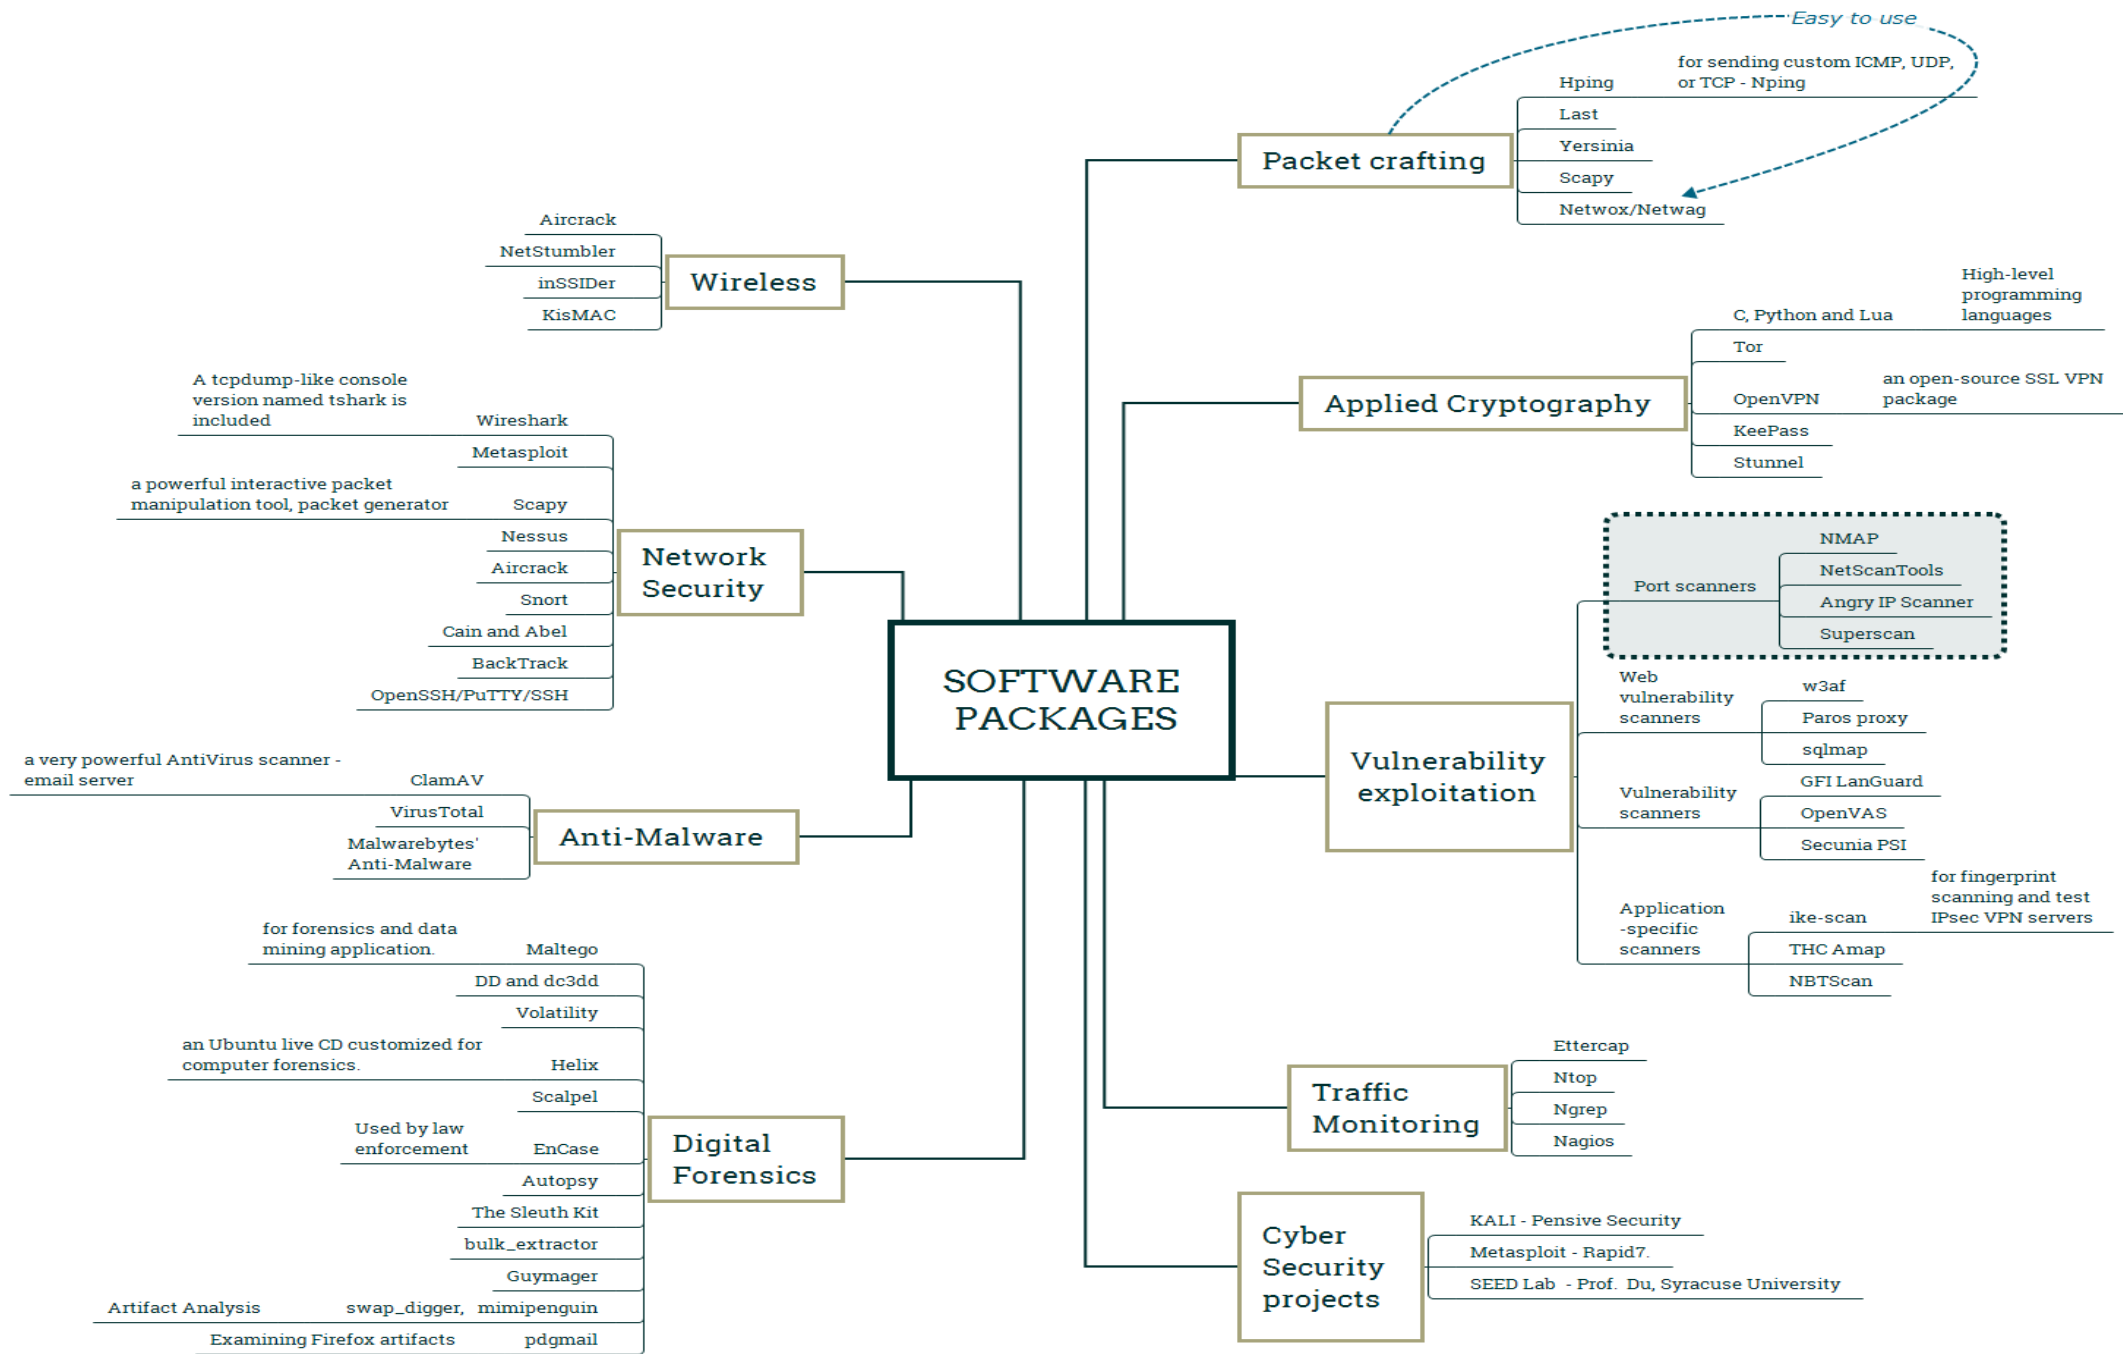 Easy to use
Packet crafting
Hping
for sending custom ICMP, UDP,
or TCP - Nping
Last
Yersinia
Scapy
Netwox/Netwag
Applied Cryptography
C, Python and Lua
High-level
programming
languages
Tor
OpenVPN
an open-source SSL VPN
package
KeePass
Stunnel
Vulnerability
exploitation
Port scanners
NMAP
NetScanTools
Angry IP Scanner
Superscan
Web
vulnerability
scanners
w3af
Paros proxy
sqlmap
Vulnerability
scanners
GFI LanGuard
OpenVAS
Secunia PSI
Application
-specific
scanners
ike-scan
for fingerprint
scanning and test
IPsec VPN servers
THC Amap
NBTScan
Traffic
Monitoring
Ettercap
Ntop
Ngrep
Nagios
Cyber
Security
projects
KALI - Pensive Security
Metasploit - Rapid7.
SEED Lab - Prof. Du, Syracuse University
SOFTWARE
PACKAGES
Wireless
Aircrack
NetStumbler
inSSIDer
KisMAC
Network
Security
A tcpdump-like console
version named tshark is
included
Wireshark
Metasploit
a powerful interactive packet
manipulation tool, packet generator
Scapy
Nessus
Aircrack
Snort
Cain and Abel
BackTrack
OpenSSH/PuTTY/SSH
Anti-Malware
a very powerful AntiVirus scanner -
email server
ClamAV
VirusTotal
Malwarebytes'
Anti-Malware
Digital
Forensics
for forensics and data
mining application.
Maltego
DD and dc3dd
Volatility
an Ubuntu live CD customized for
computer forensics.
Helix
Scalpel
Used by law
enforcement
EnCase
Autopsy
The Sleuth Kit
bulk_extractor
Guymager
Artifact Analysis
swap_digger, mimipenguin
Examining Firefox artifacts
pdgmail